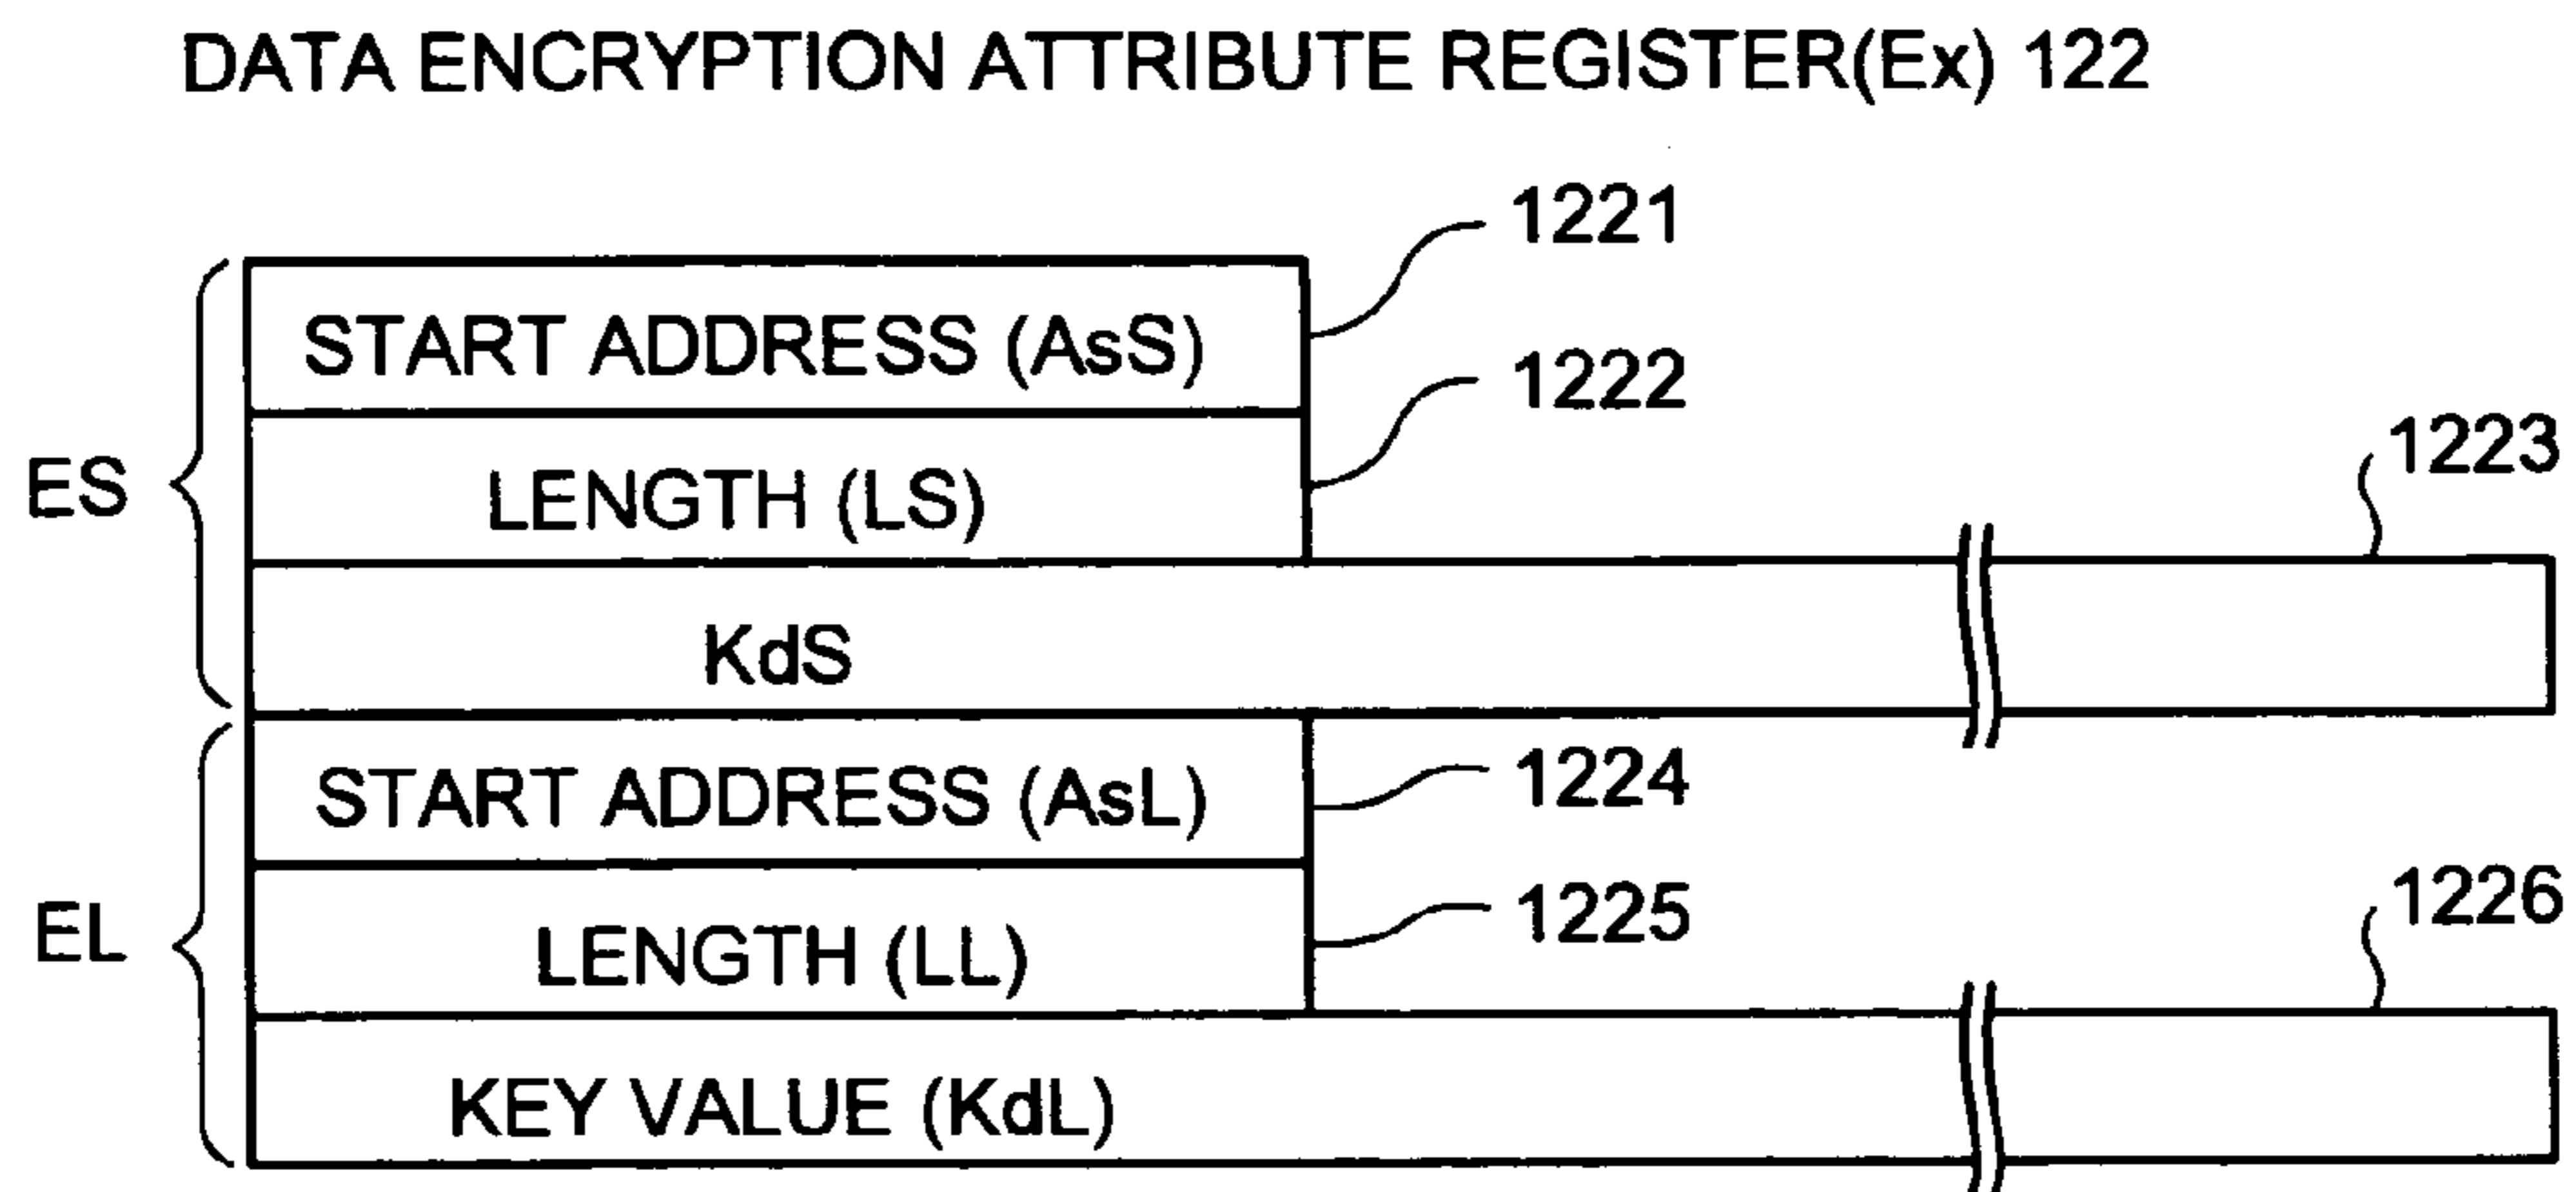 DATA ENCRYPTION ATTRIBUTE REGISTER(Ex) 122
1221
START ADDRESS (AsS)
1222
LENGTH (LS)
1223
ES
KdS
START ADDRESS (AsL)
1224
LENGTH (LL)
1225
1226
EL
KEY VALUE (KdL)